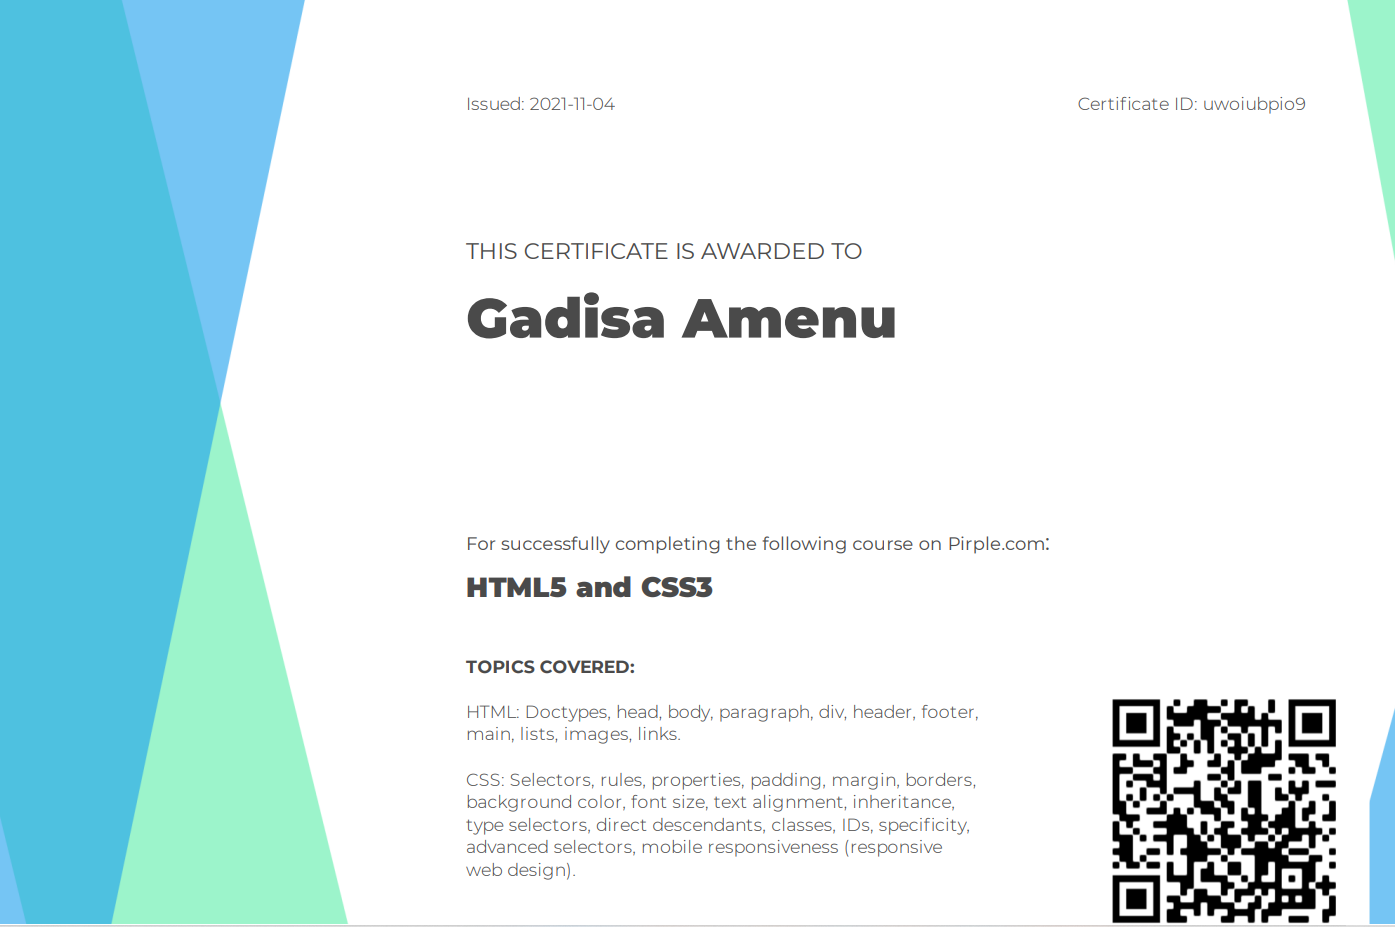 Issued: 2021-11-04
Certificate ID: uwoiubpio9
THIS CERTIFICATE IS AWARDED TO
Gadisa Amenu
For successfully completing the following course on Pirple.com:
HTML5 and CSS3
TOPICS COVERED:
HTML: Doctypes, head, body, paragraph, div, header, footer,
main, lists, images, links.
CSS: Selectors, rules, properties, padding, margin, borders,
background color, font size, text alignment, inheritance,
type selectors, direct descendants, classes, IDs, specificity,
advanced selectors, mobile responsiveness (responsive
web design).